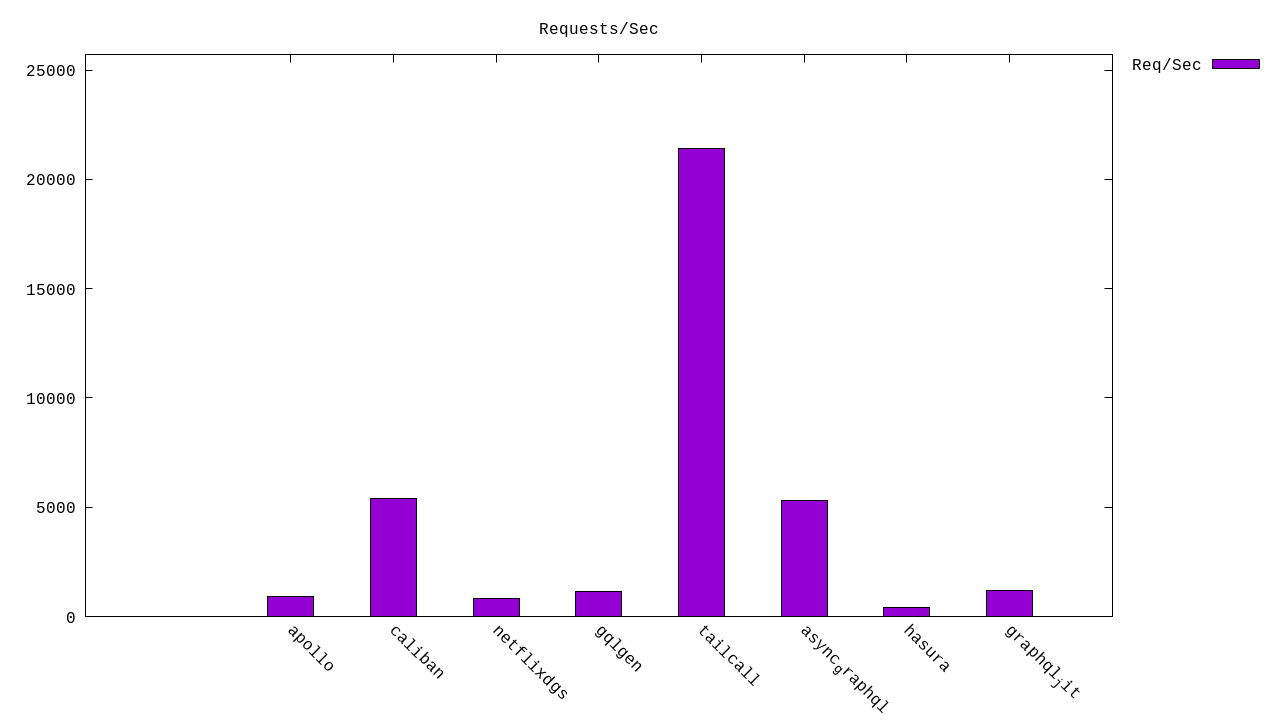 Requests/Sec
Req/Sec
25000
20000
15000
10000
5000
0
apollo
caliban
netflixdgs
gqlgen
tailcall
async_graphql
hasura
graphql_jit